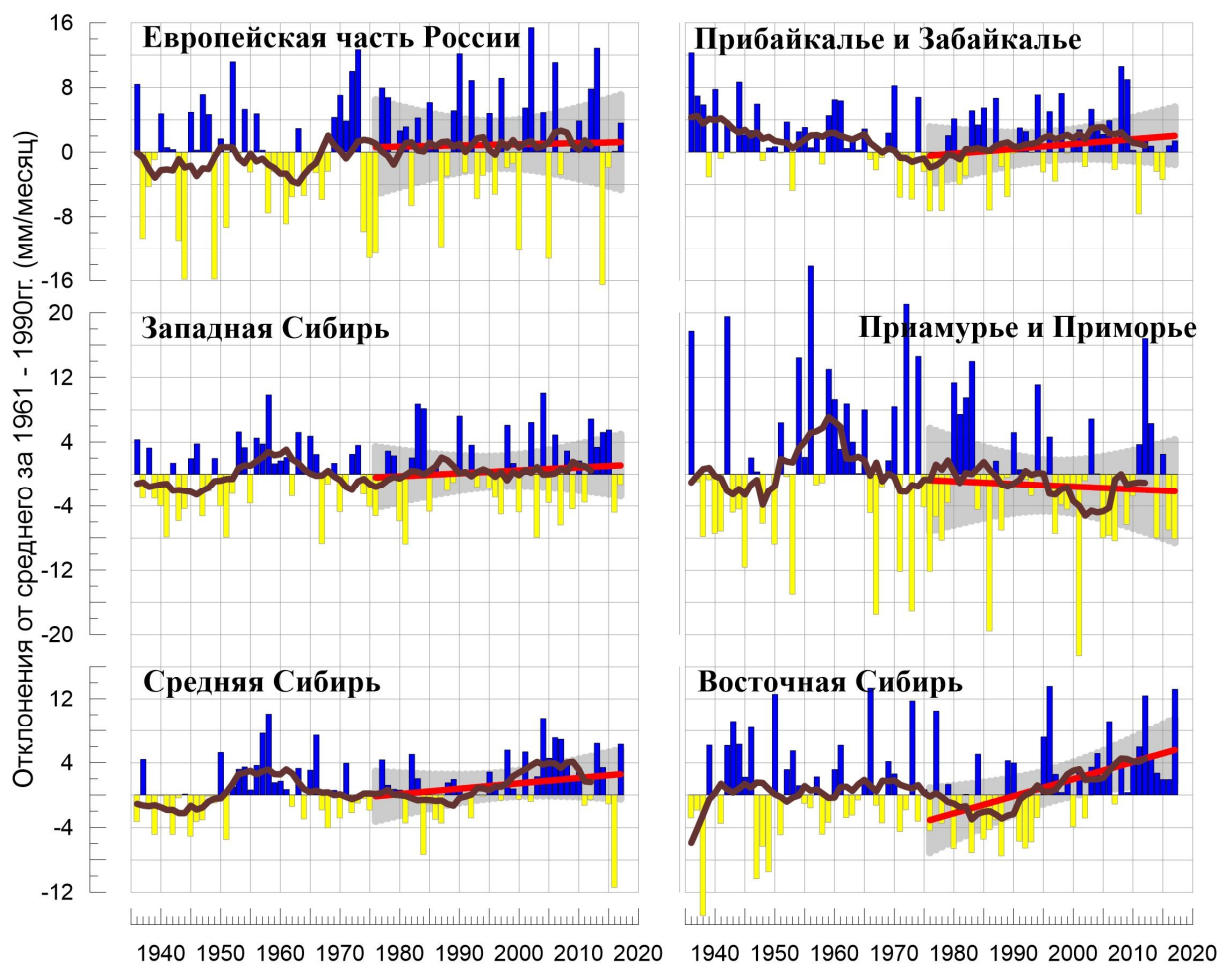 Отклонения от среднего за 1961 - 1990гг. (мм/месяц)
16
8
0
-8
-16
Европейская часть России
Прибайкалье и Забайкалье
20
12
4
-4
-12
-20
Западная Сибирь
Приамурье и Приморье
12
4
-4
-12
Средняя Сибирь
Восточная Сибирь
1940 1950 1960 1970 1980 1990 2000 2010 2020
1940 1950 1960 1970 1980 1990 2000 2010 2020